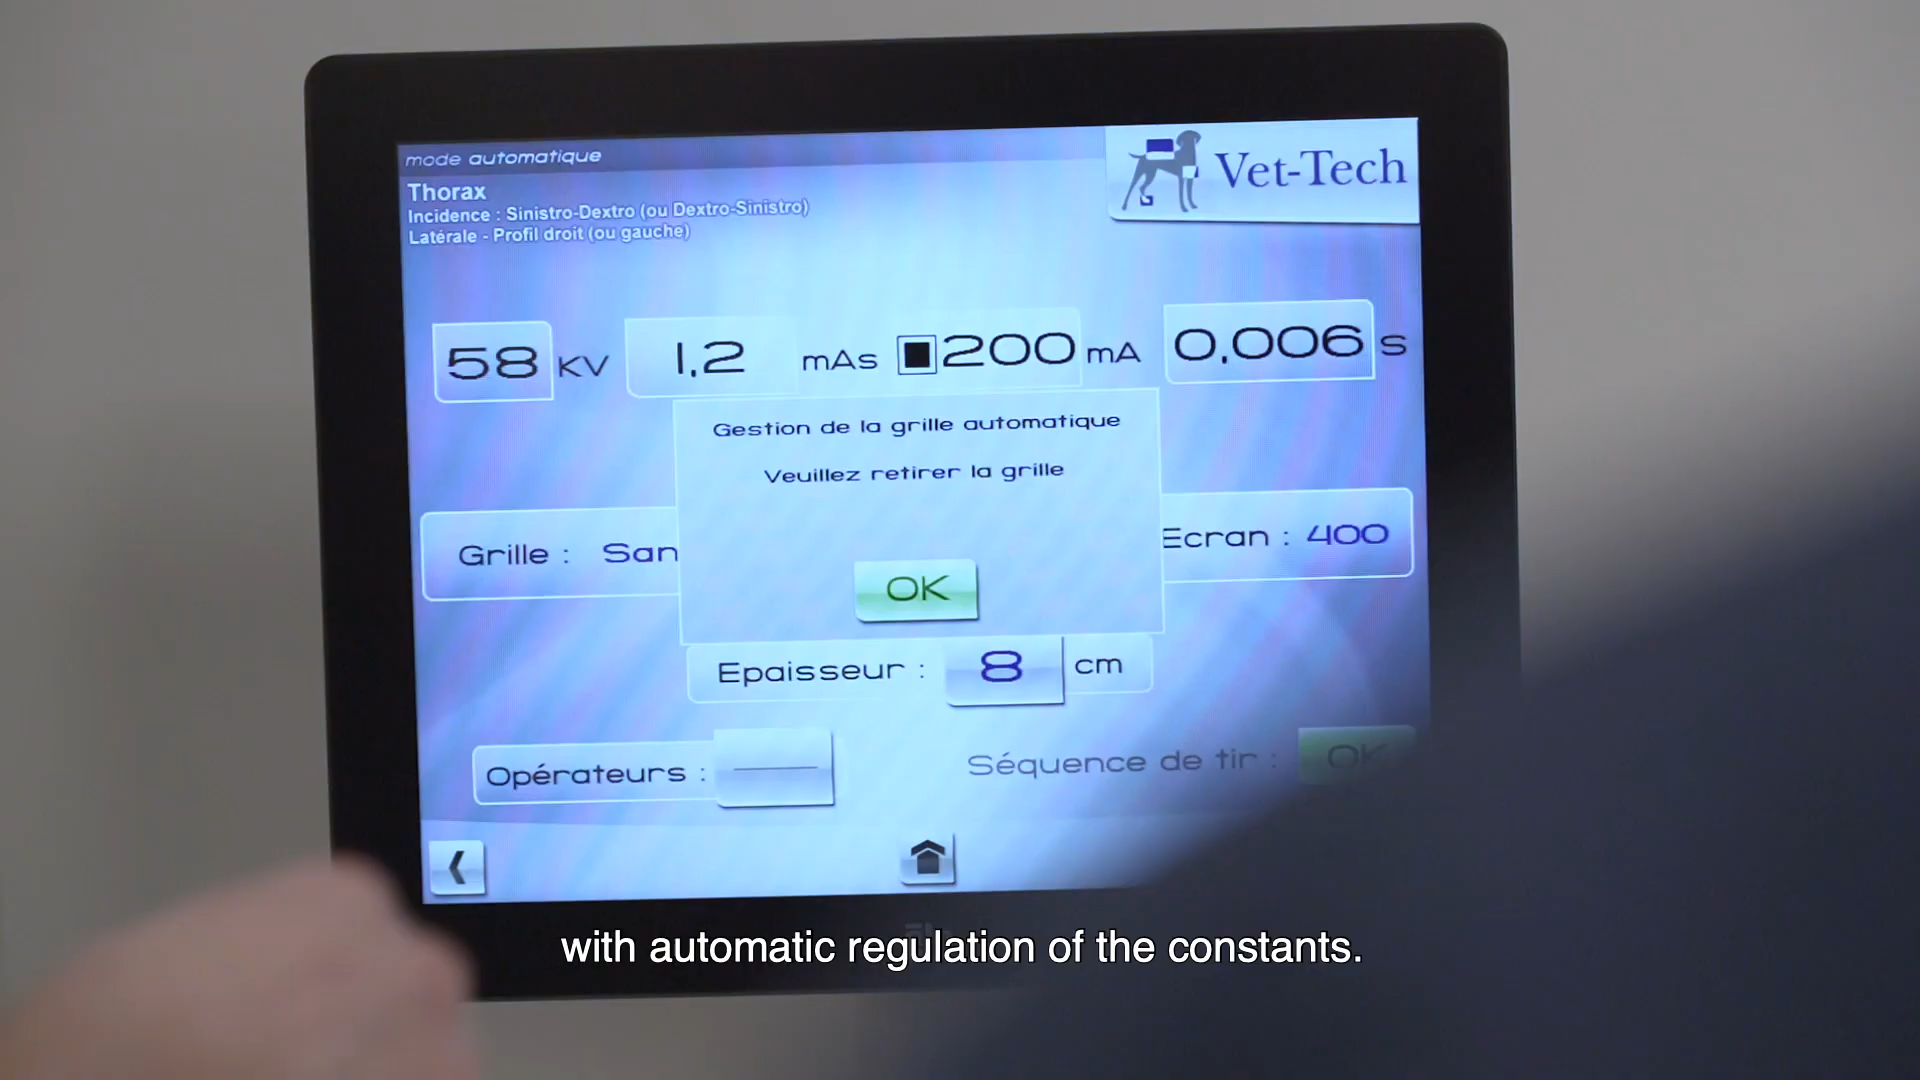 mode automatique
Thorax
Incidence : Sinistro-Dextro (ou Dextro-Sinistro)
Latérale - Profil droit (ou gauche)
Vet-Tech
58 KV 1,2 mAs 200 mA 0,006 s
Gestion de la grille automatique
Veuillez retirer la grille
Grille : San
Ecran : 400
OK
Epaisseur : 8 cm
Opérateurs :
Séquence de tir : OK
with automatic regulation of the constants.